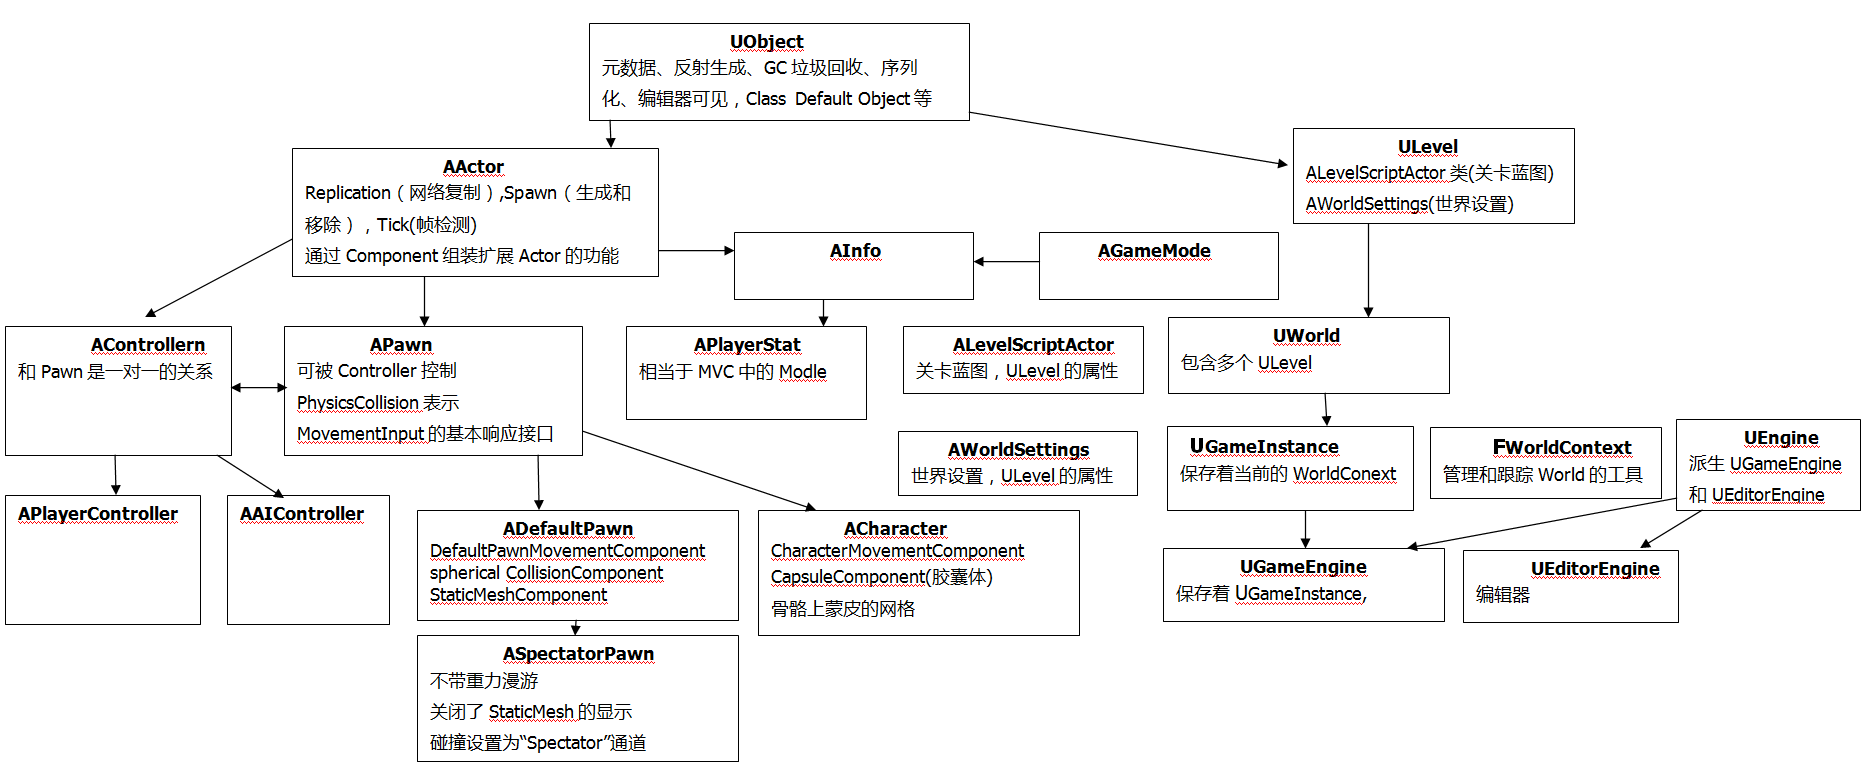 UObject
元数据、反射生成、GC 垃圾回收、序列
化、编辑器可见，Class Default Object 等
AActor
Replication（网络复制）,Spawn（生成和
移除），Tick(帧检测)
通过 Component 组装扩展 Actor 的功能
ULevel
ALevelScriptActor 类(关卡蓝图)
AWorldSettings(世界设置)
AInfo
AGameMode
AControllern
和 Pawn 是一对一的关系
APawn
可被 Controller 控制
PhysicsCollision 表示
MovementInput 的基本响应接口
APlayerStat
相当于 MVC 中的 Modle
ALevelScriptActor
关卡蓝图，ULevel 的属性
UWorld
包含多个 ULevel
AWorldSettings
世界设置，ULevel 的属性
UGameInstance
保存着当前的 WorldConext
FWorldContext
管理和跟踪 World 的工具
UEngine
派生 UGameEngine
和 UEditorEngine
APlayerController
AAIController
ADefaultPawn
DefaultPawnMovementComponent
spherical CollisionComponent
StaticMeshComponent
ACharacter
CharacterMovementComponent
CapsuleComponent(胶囊体)
骨骼上蒙皮的网格
UGameEngine
保存着 UGameInstance,
UEditorEngine
编辑器
ASpectatorPawn
不带重力漫游
关闭了 StaticMesh 的显示
碰撞设置为“Spectator”通道